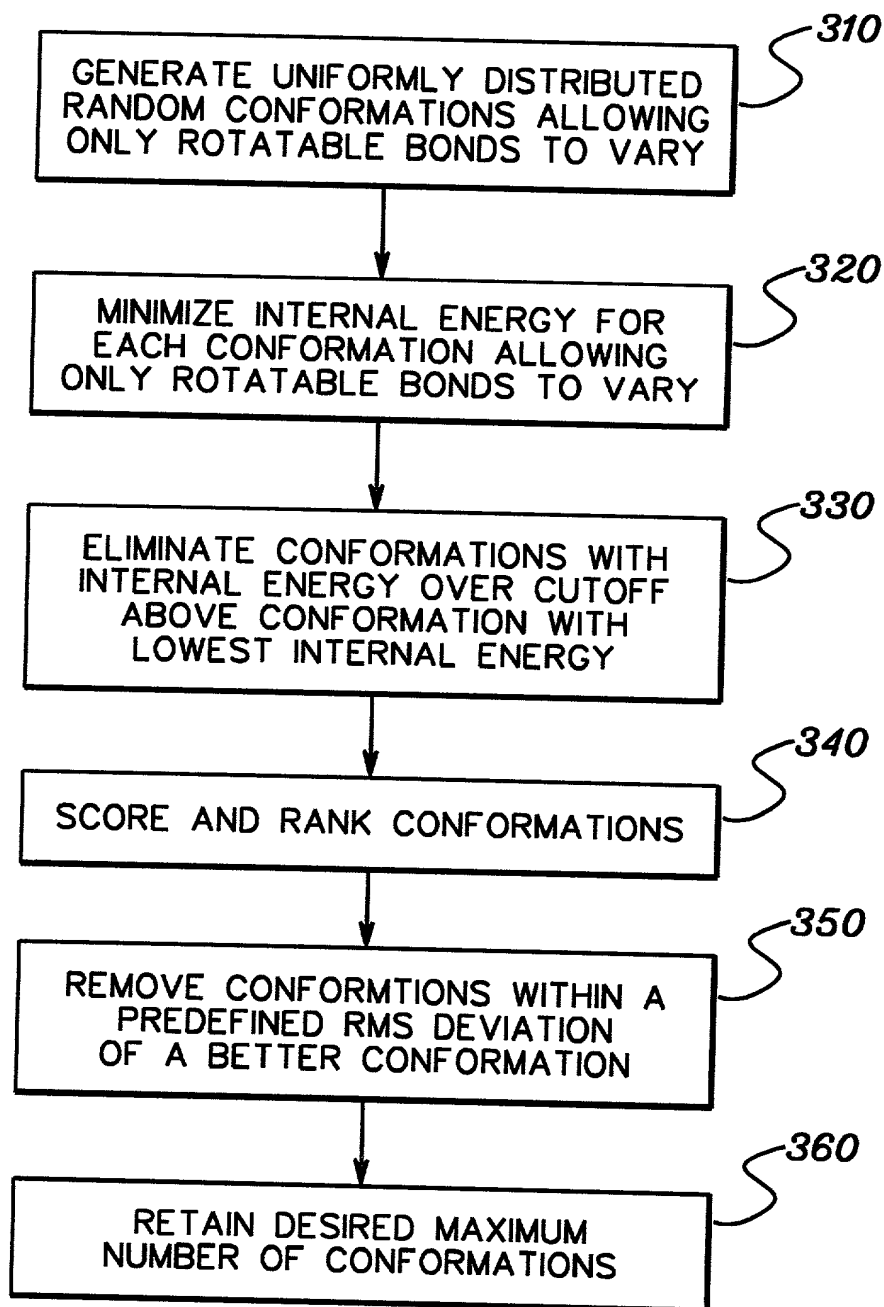 310
GENERATE UNIFORMLY DISTRIBUTED
RANDOM CONFORMATIONS ALLOWING
ONLY ROTATABLE BONDS TO VARY
320
MINIMIZE INTERNAL ENERGY FOR
EACH CONFORMATION ALLOWING
ONLY ROTATABLE BONDS TO VARY
330
ELIMINATE CONFORMATIONS WITH
INTERNAL ENERGY OVER CUTOFF
ABOVE CONFORMATION WITH
LOWEST INTERNAL ENERGY
340
SCORE AND RANK CONFORMATIONS
350
REMOVE CONFORMTIONS WITHIN A
PREDEFINED RMS DEVIATION
OF A BETTER CONFORMATION
360
RETAIN DESIRED MAXIMUM
NUMBER OF CONFORMATIONS